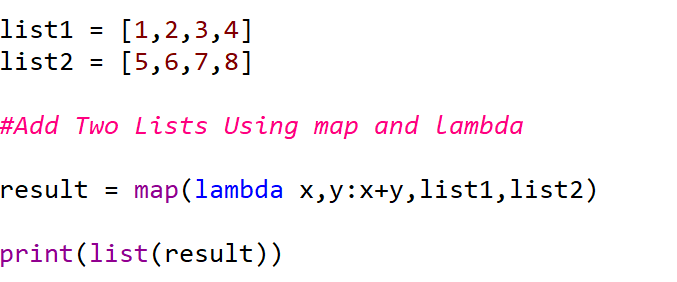 list1 = [1,2,3,4]
list2 = [5,6,7,8]
#Add Two Lists Using map and lambda
result = map(lambda x,y:x+y,list1,list2)
print(list(result))